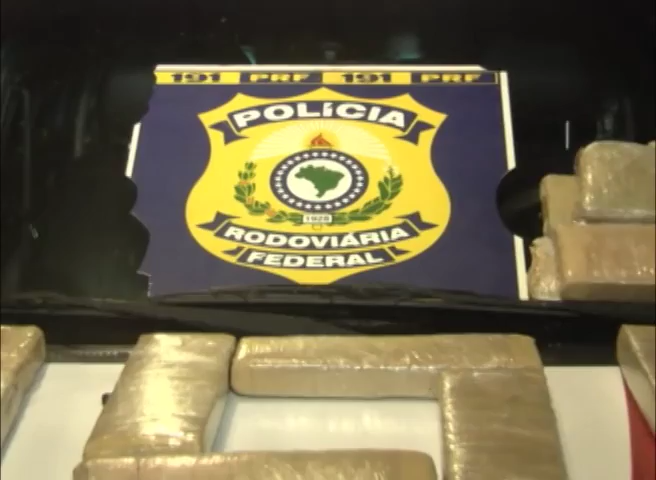 191 PRF 191 PRF
POLÍCIA
1928
RODOVIÁRIA
FEDERAL